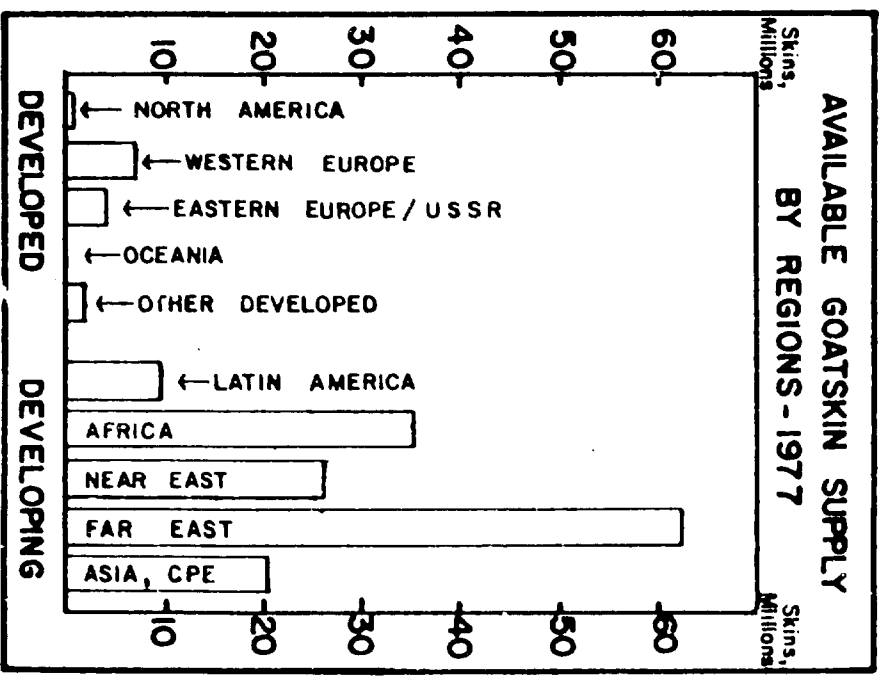 AVAILABLE GOATSKIN SUPPLY
BY REGIONS - 1977
Skins,
Millions
60
50
40
30
20
10
Skins,
Millions
60
50
40
30
20
10
NORTH AMERICA
WESTERN EUROPE
EASTERN EUROPE / USSR
OCEANIA
OTHER DEVELOPED
LATIN AMERICA
AFRICA
NEAR EAST
FAR EAST
ASIA, CPE
DEVELOPED
DEVELOPING